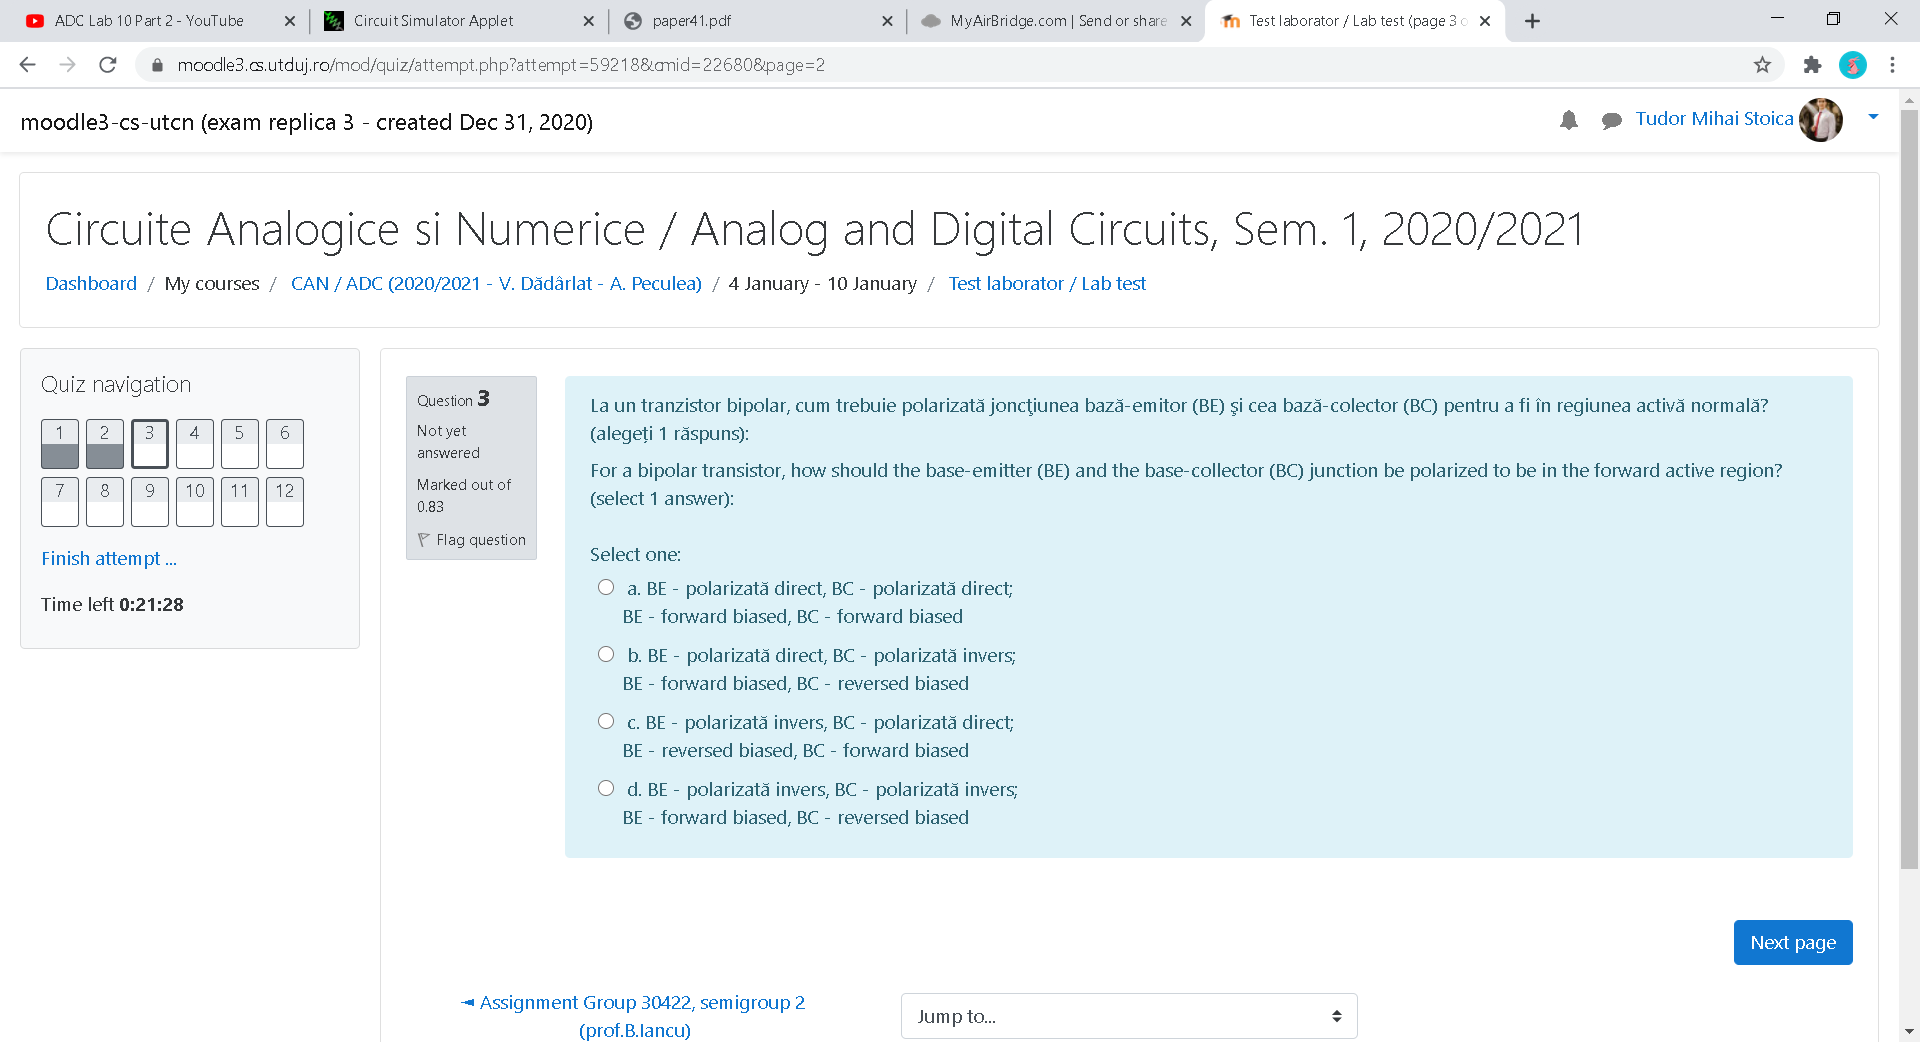 ADC Lab 10 Part 2 - YouTube
Circuit Simulator Applet
paper41.pdf
MyAirBridge.com | Send or share
Test laborator / Lab test (page 3 o
moodle3.cs.utcluj.ro/mod/quiz/attempt.php?attempt=59218&cmid=22680&page=2
moodle3-cs-utcn (exam replica 3 - created Dec 31, 2020)
Tudor Mihai Stoica
Circuite Analogice si Numerice / Analog and Digital Circuits, Sem. 1, 2020/2021
Dashboard / My courses / CAN / ADC (2020/2021 - V. Dădârlat - A. Peculea) / 4 January - 10 January / Test laborator / Lab test
Quiz navigation
1 2 3 4 5 6
7 8 9 10 11 12
Finish attempt ...
Time left 0:21:28
Question 3
Not yet
answered
Marked out of
0.83
Flag question
La un tranzistor bipolar, cum trebuie polarizată joncţiunea bază-emitor (BE) şi cea bază-colector (BC) pentru a fi în regiunea activă normală?
(alegeți 1 răspuns):
For a bipolar transistor, how should the base-emitter (BE) and the base-collector (BC) junction be polarized to be in the forward active region?
(select 1 answer):
Select one:
a. BE - polarizată direct, BC - polarizată direct;
BE - forward biased, BC - forward biased
b. BE - polarizată direct, BC - polarizată invers;
BE - forward biased, BC - reversed biased
c. BE - polarizată invers, BC - polarizată direct;
BE - reversed biased, BC - forward biased
d. BE - polarizată invers, BC - polarizată invers;
BE - forward biased, BC - reversed biased
Next page
◄ Assignment Group 30422, semigroup 2
(prof.B.Iancu)
Jump to...